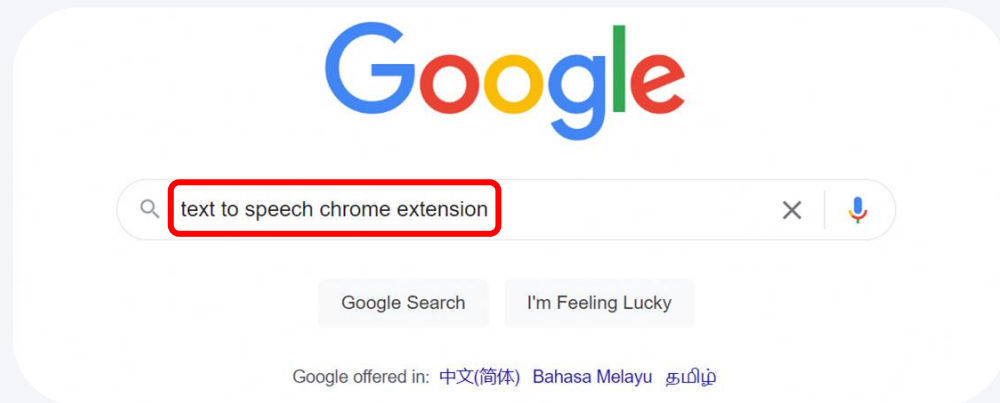 Google
text to speech chrome extension
Google Search I'm Feeling Lucky
Google offered in: 中文(简体) Bahasa Melayu தமிழ்